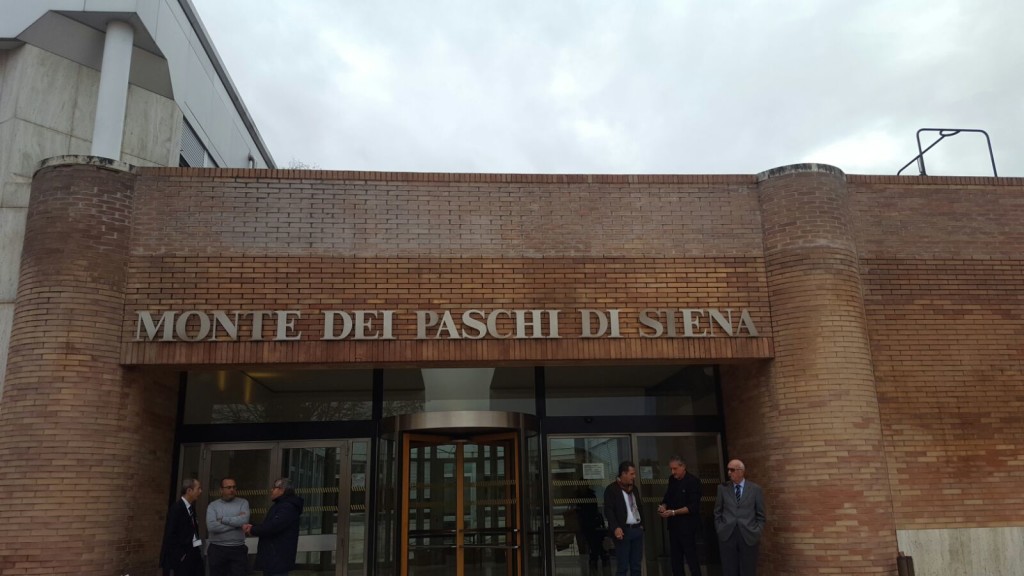 MONTE DEI PASCHI DI SIENA